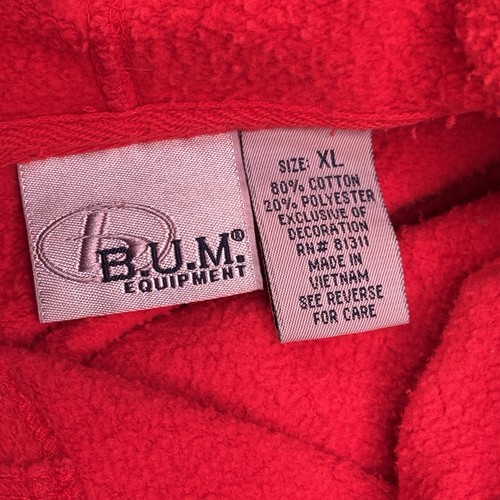 b
B.U.M.®
EQUIPMENT
SIZE: XL
80% COTTON
20% POLYESTER
EXCLUSIVE OF
DECORATION
RN# 81311
MADE IN
VIETNAM
SEE REVERSE
FOR CARE